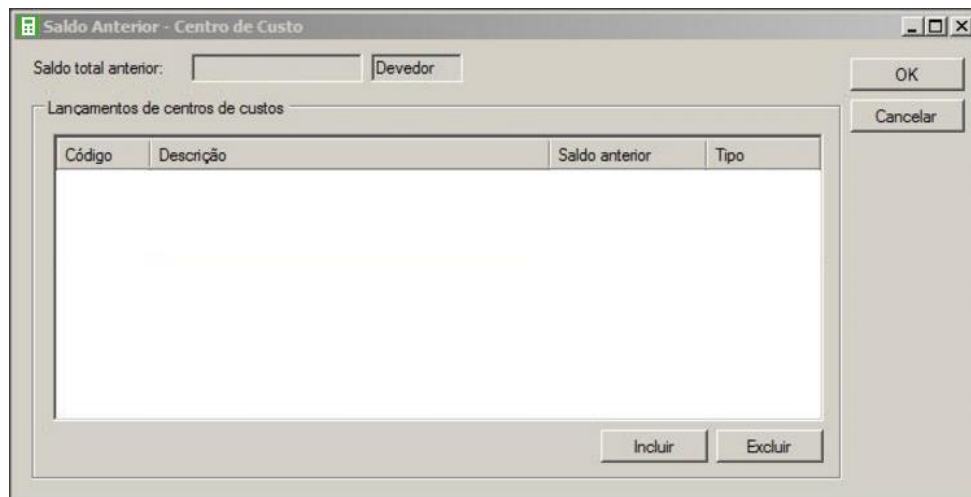 Saldo Anterior - Centro de Custo
Saldo total anterior: Devedor
OK
Lançamentos de centros de custos
Cancelar
Código Descrição Saldo anterior Tipo
Incluir Excluir